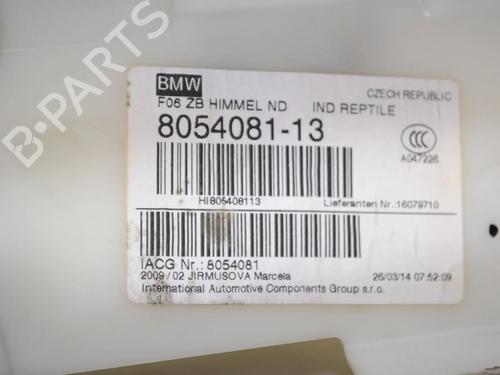 BMW
CZECH REPUBLIC
F06 ZB HIMMEL ND IND REPTILE
8054081-13
CCC
A047226
HI805408113
Lieferanten Nr.:16079710
IACG Nr.: 8054081
2009 / 02 JIRMUSOVA Marcela
26/03/14 07:52:09
International Automotive Components Group s.r.o.
B-PARTS